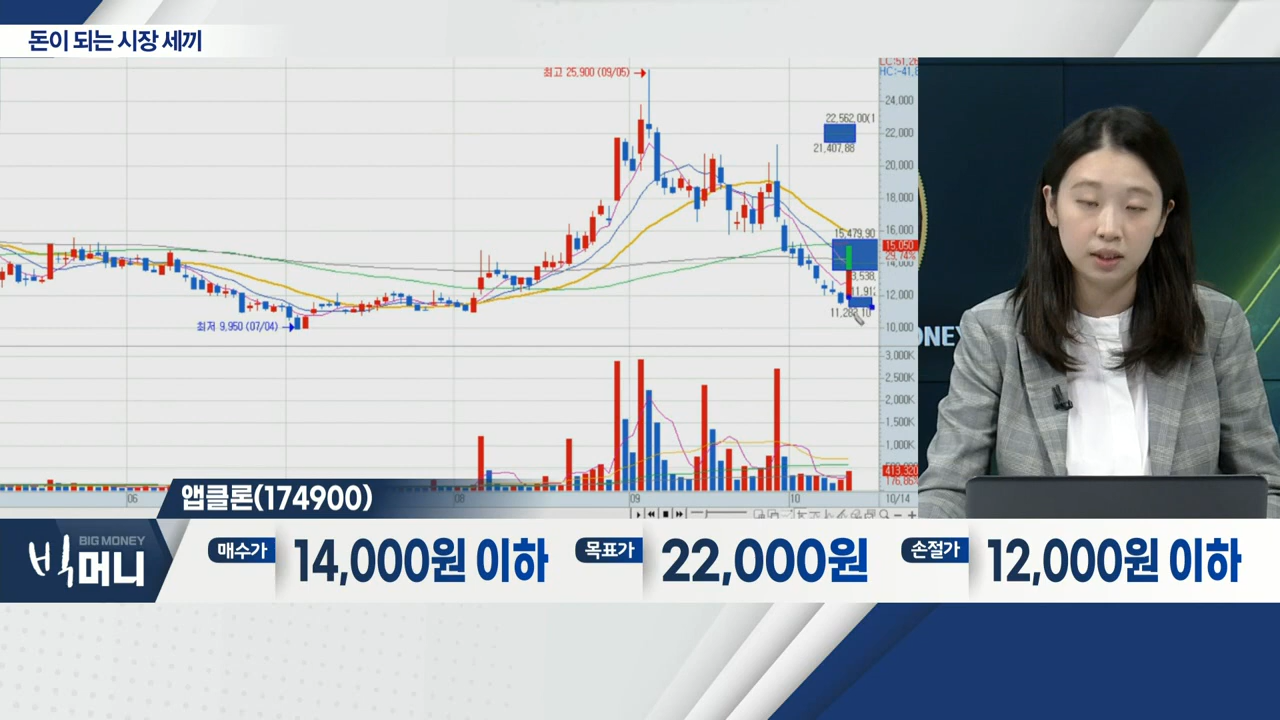 돈이 되는 시장 세끼
최고 25,900 (09/05)
22,562.00(1
21,407.88
15,479.90
11,283.10
최저 9,950 (07/04)
24,000
22,000
20,000
18,000
16,000
15,050
29.74%
14,000
12,000
10,000
3,000K
2,500K
2,000K
1,500K
1,000K
413,320
176.86%
06
08
09
10
10/14
ONEY
앱클론(174900)
BIG MONEY
빅머니
매수가
14,000원 이하
목표가
22,000원
손절가
12,000원 이하